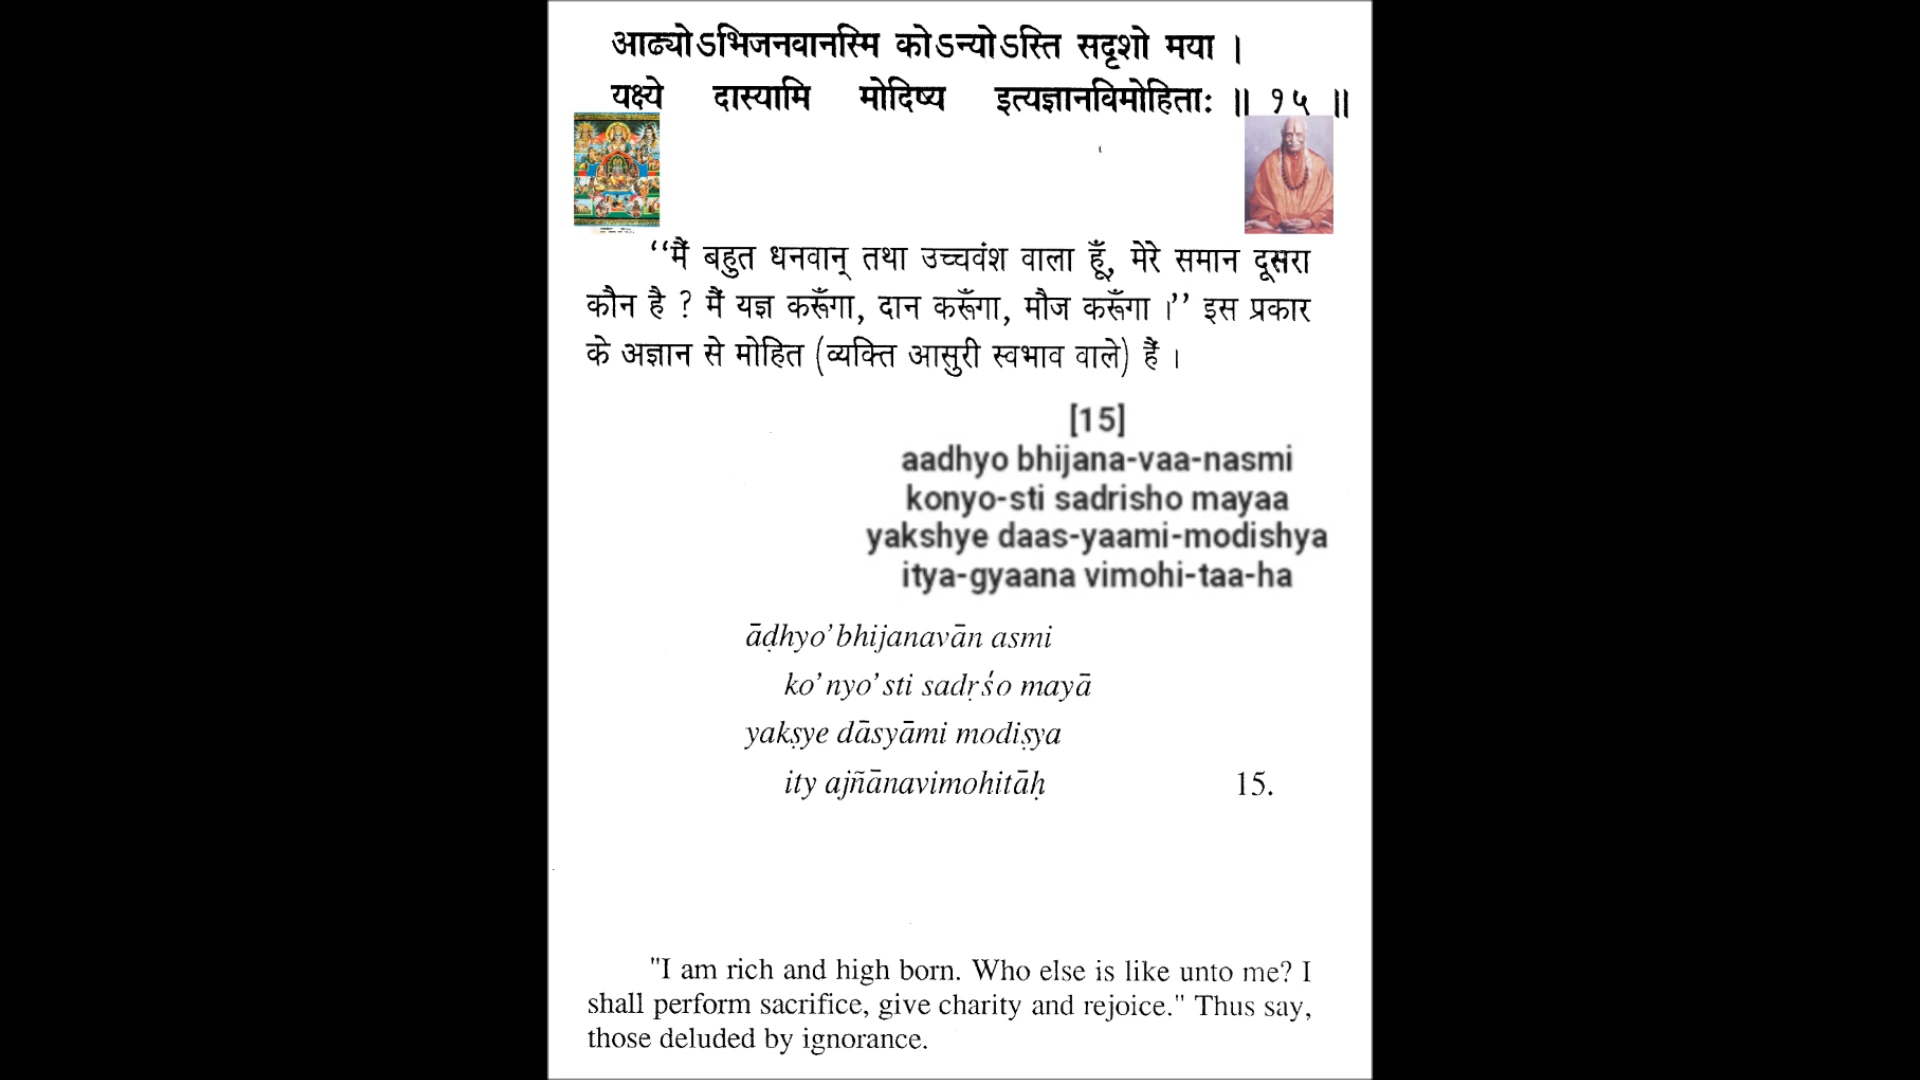 आढ्योऽभिजनवानस्मि कोऽन्योऽस्ति सदृशो मया ।
यक्ष्ये दास्यामि मोदिष्य इत्यज्ञानविमोहिताः ॥ १५ ॥
‘‘मैं बहुत धनवान् तथा उच्चवंश वाला हूँ, मेरे समान दूसरा
कौन है ? मैं यज्ञ करूँगा, दान करूँगा, मौज करूँगा ।’’ इस प्रकार
के अज्ञान से मोहित (व्यक्ति आसुरी स्वभाव वाले) हैं ।
[15]
aadhyo bhijana-vaa-nasmi
konyo-sti sadrisho mayaa
yakshye daas-yaami-modishya
itya-gyaana vimohi-taa-ha
āḍhyo’bhijanavān asmi
ko’nyo’sti sadṛśo mayā
yakṣye dāsyāmi modiṣya
ity ajñānavimohitāḥ 15.
"I am rich and high born. Who else is like unto me? I
shall perform sacrifice, give charity and rejoice." Thus say,
those deluded by ignorance.